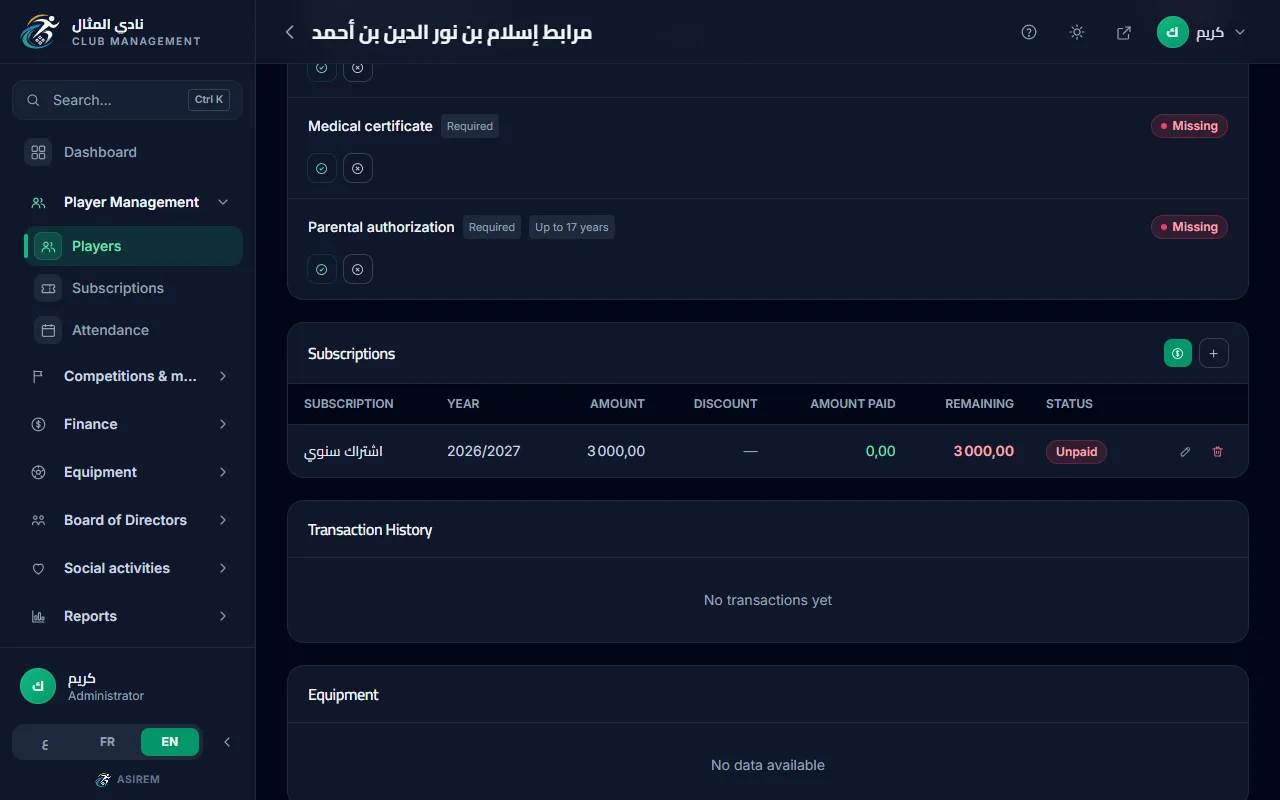 نادي المثال
CLUB MANAGEMENT
Search...
Ctrl K
Dashboard
Player Management
Players
Subscriptions
Attendance
Competitions & m...
Finance
Equipment
Board of Directors
Social activities
Reports
كريم
Administrator
ع
FR
EN
ASIREM
مرابط إسلام بن نور الدين بن أحمد
ك
كريم
Medical certificate
Required
Missing
Parental authorization
Required
Up to 17 years
Missing
Subscriptions
SUBSCRIPTION YEAR AMOUNT DISCOUNT AMOUNT PAID REMAINING STATUS
اشتراك سنوي 2026/2027 3 000,00 — 0,00 3 000,00 Unpaid
Transaction History
No transactions yet
Equipment
No data available